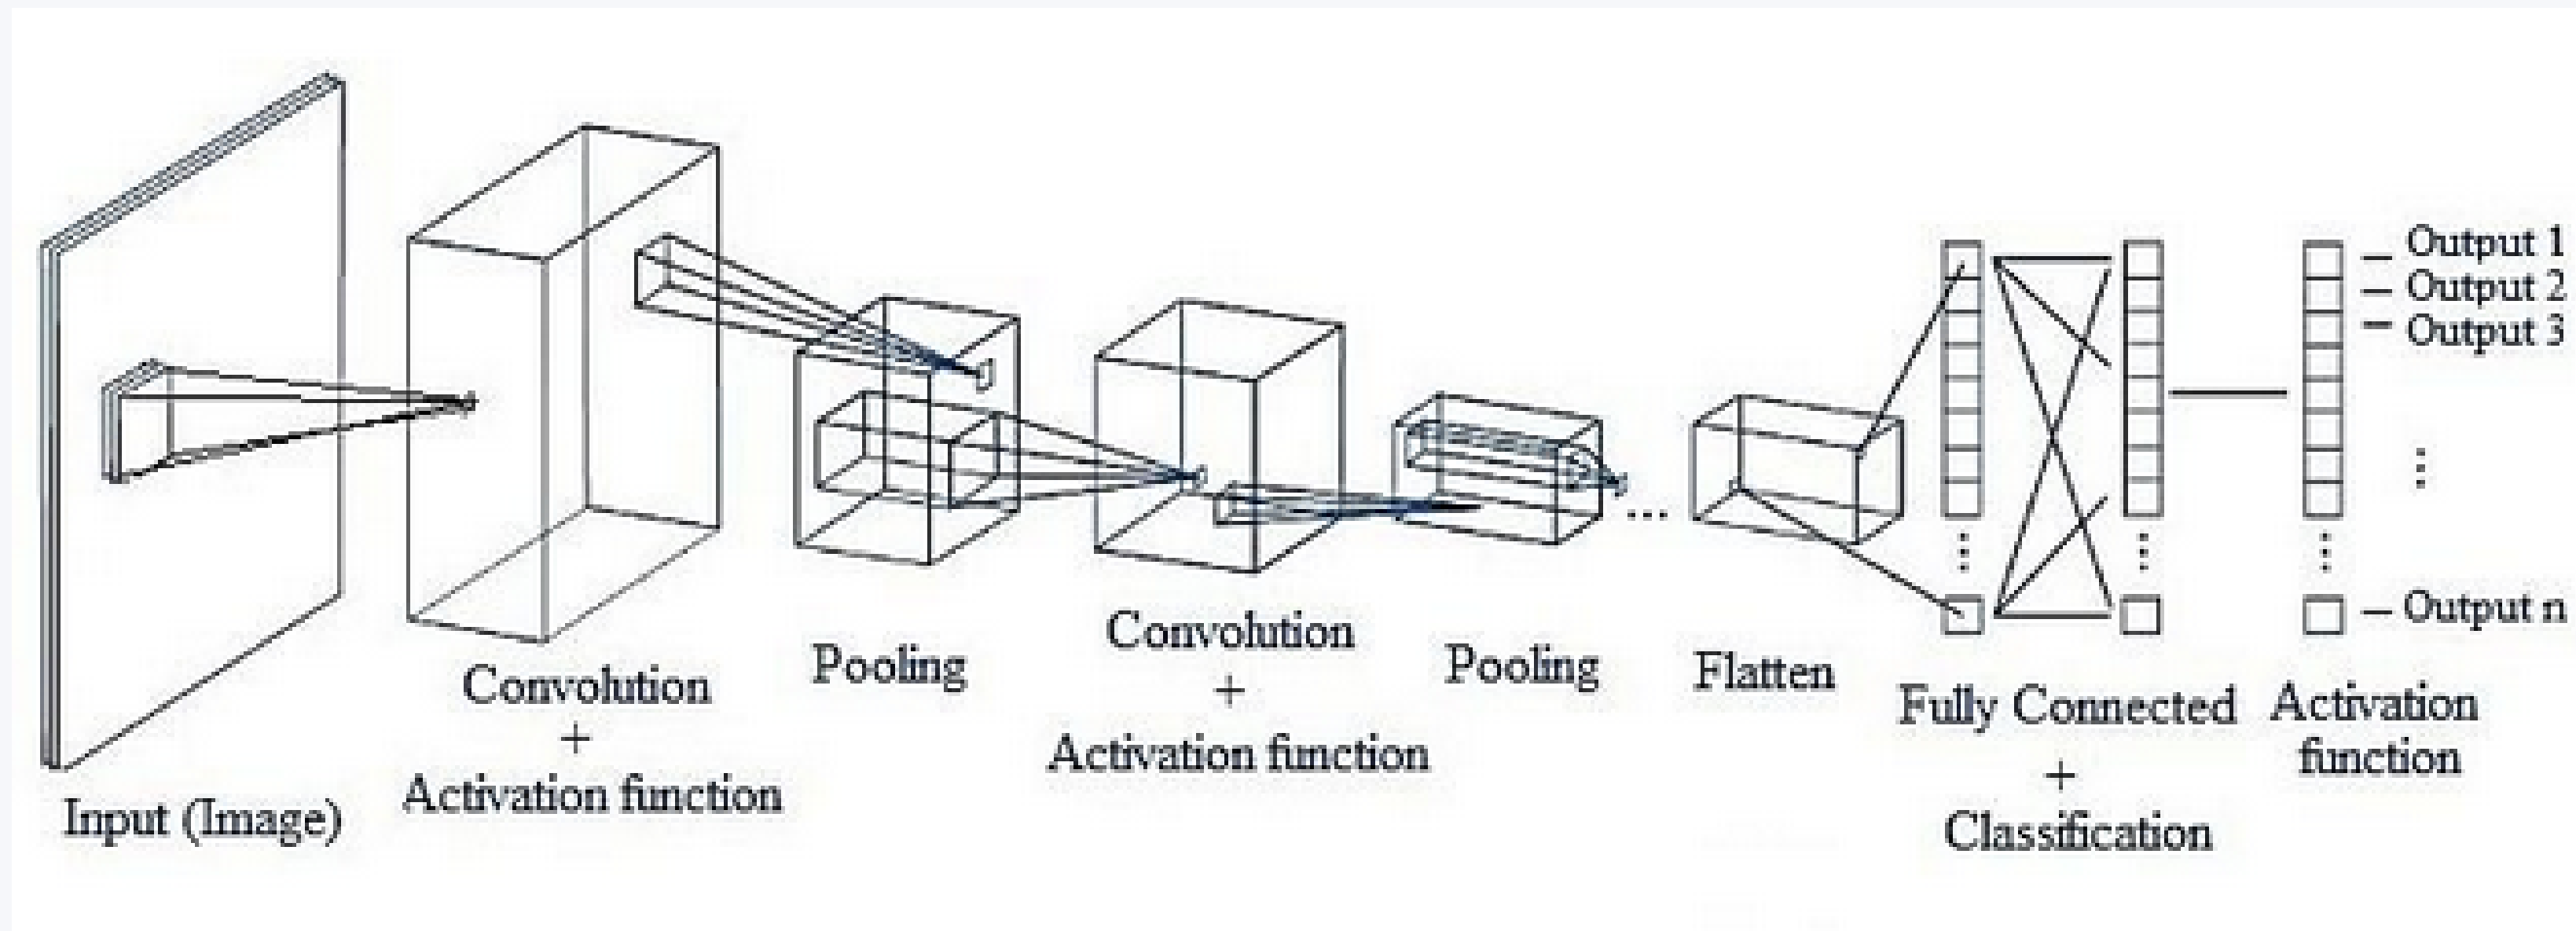 Input (Image)
Convolution
+
Activation function
Pooling
Convolution
+
Activation function
Pooling
...
Flatten
Fully Connected
+
Classification
Activation
function
Output 1
Output 2
Output 3
Output n